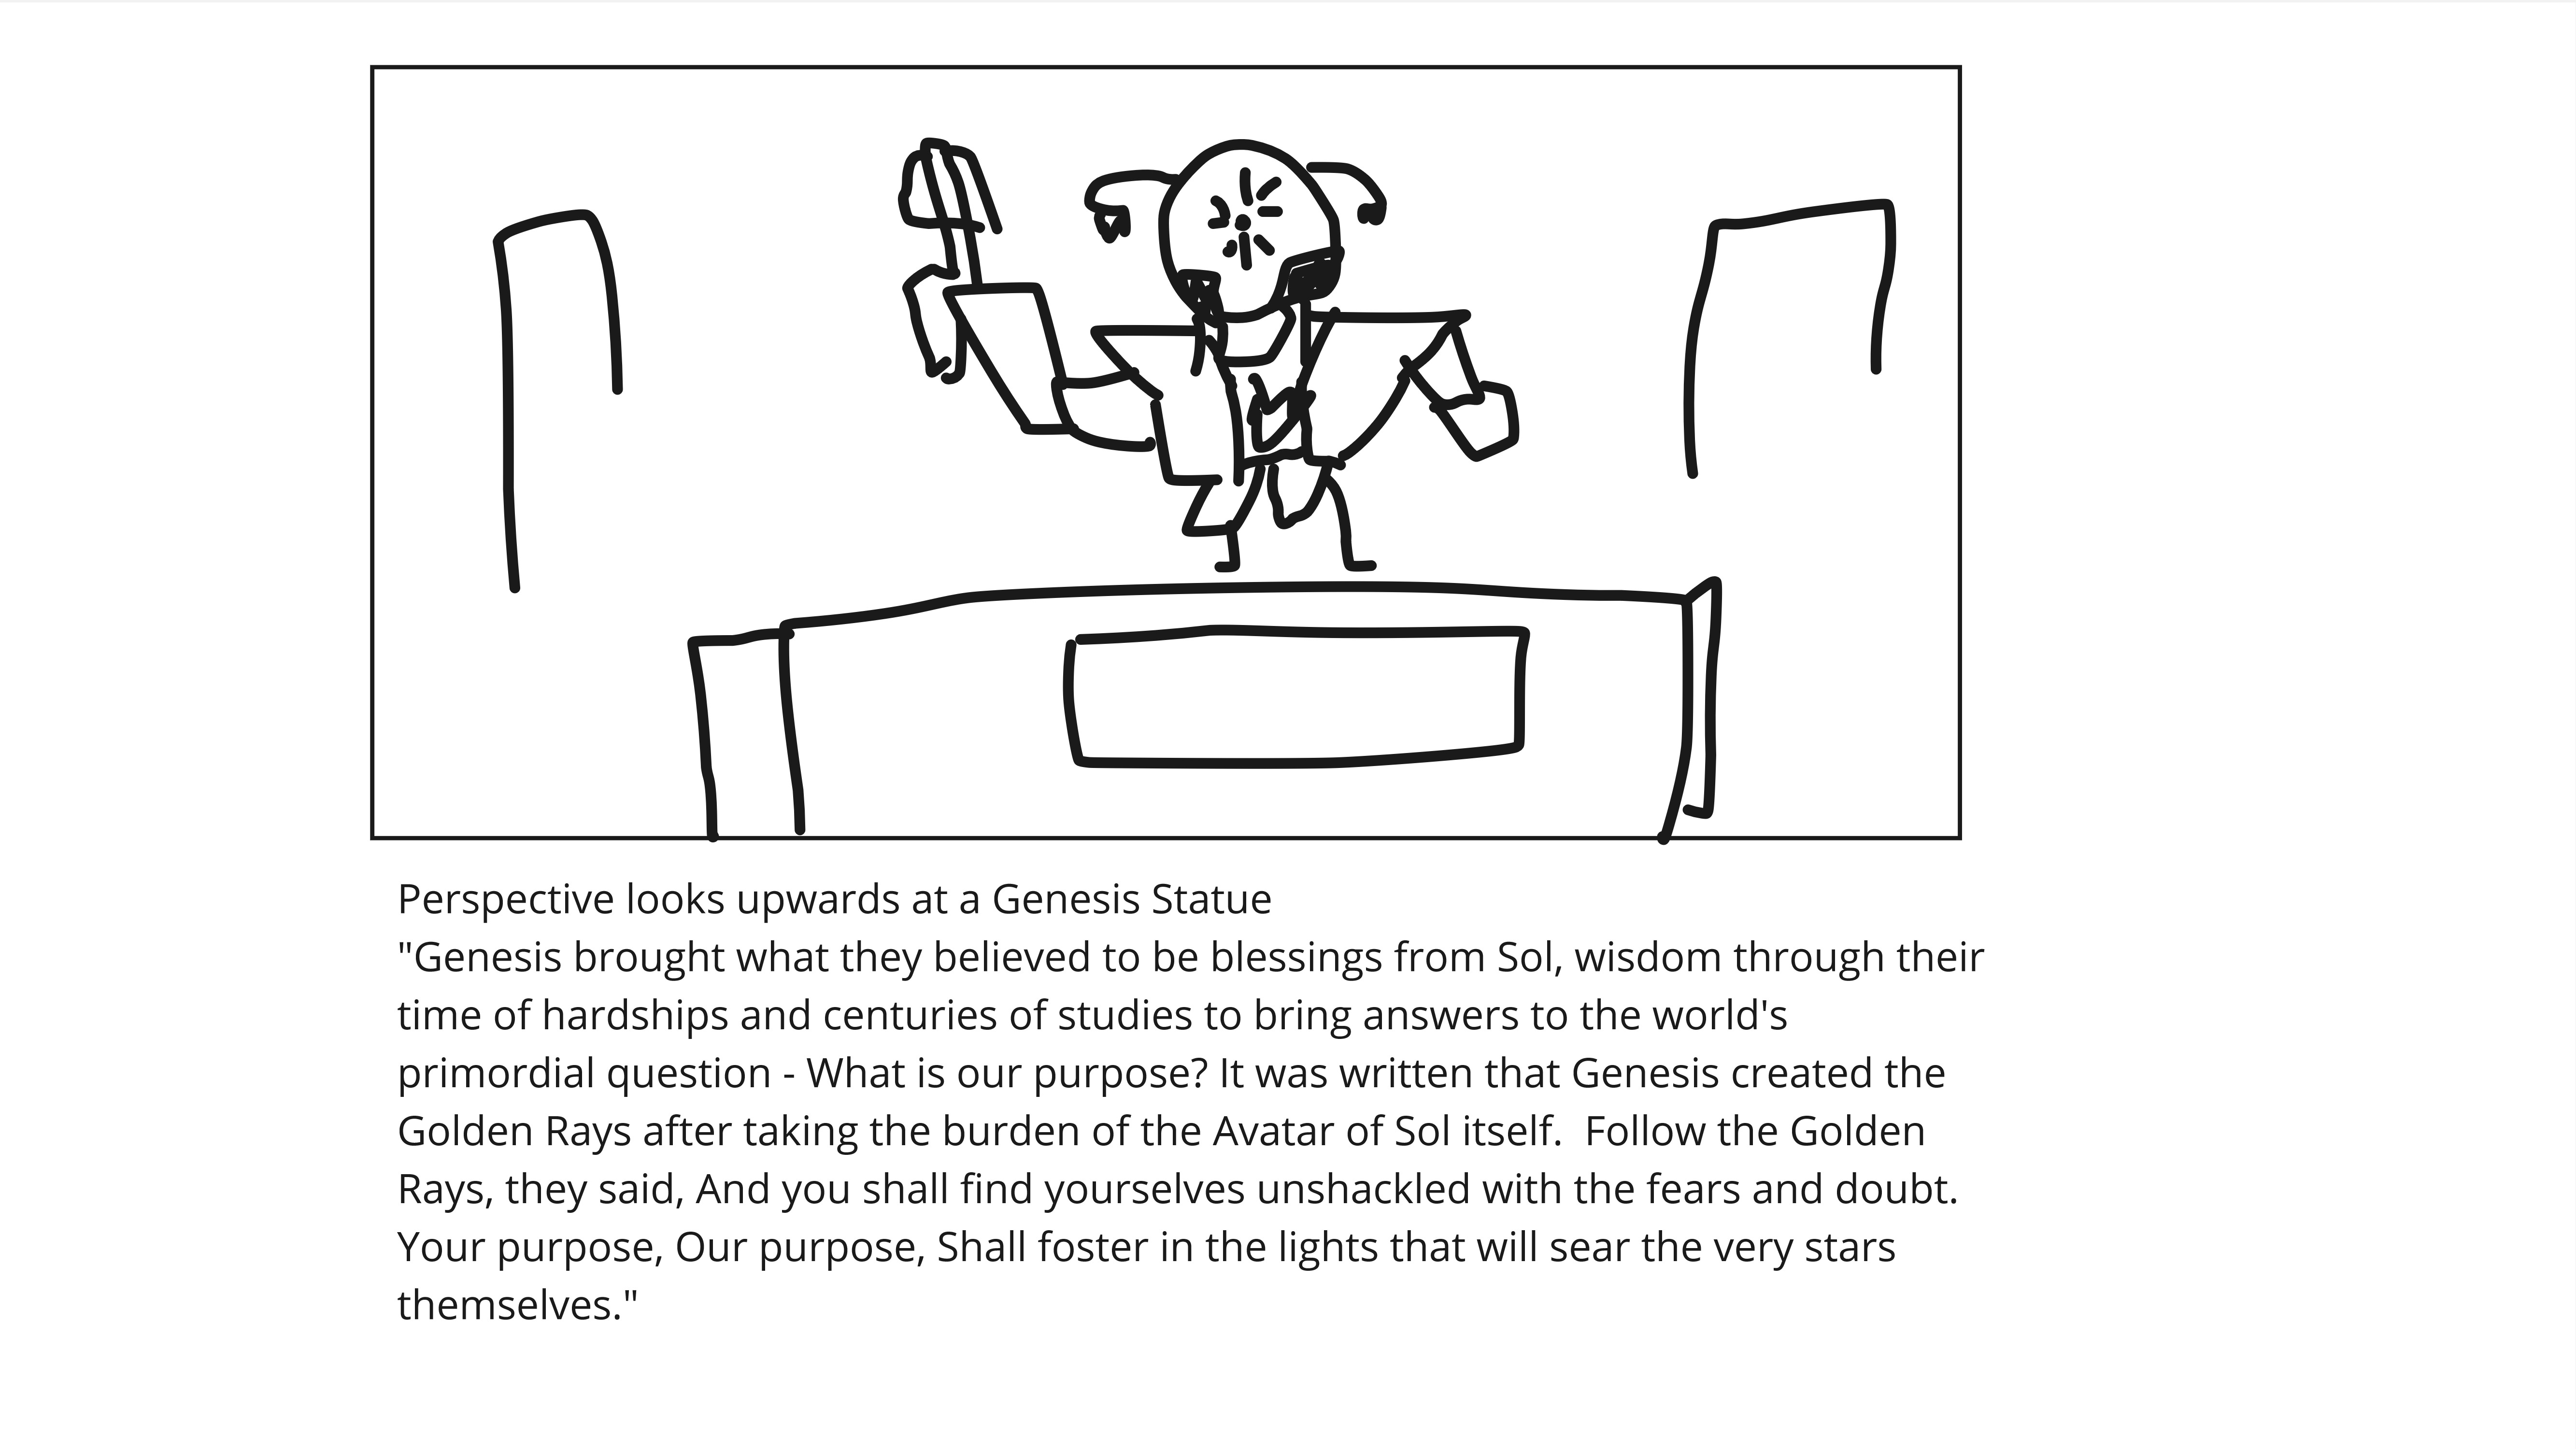 Perspective looks upwards at a Genesis Statue
"Genesis brought what they believed to be blessings from Sol, wisdom through their
time of hardships and centuries of studies to bring answers to the world's
primordial question - What is our purpose? It was written that Genesis created the
Golden Rays after taking the burden of the Avatar of Sol itself.  Follow the Golden
Rays, they said, And you shall find yourselves unshackled with the fears and doubt.
Your purpose, Our purpose, Shall foster in the lights that will sear the very stars
themselves."